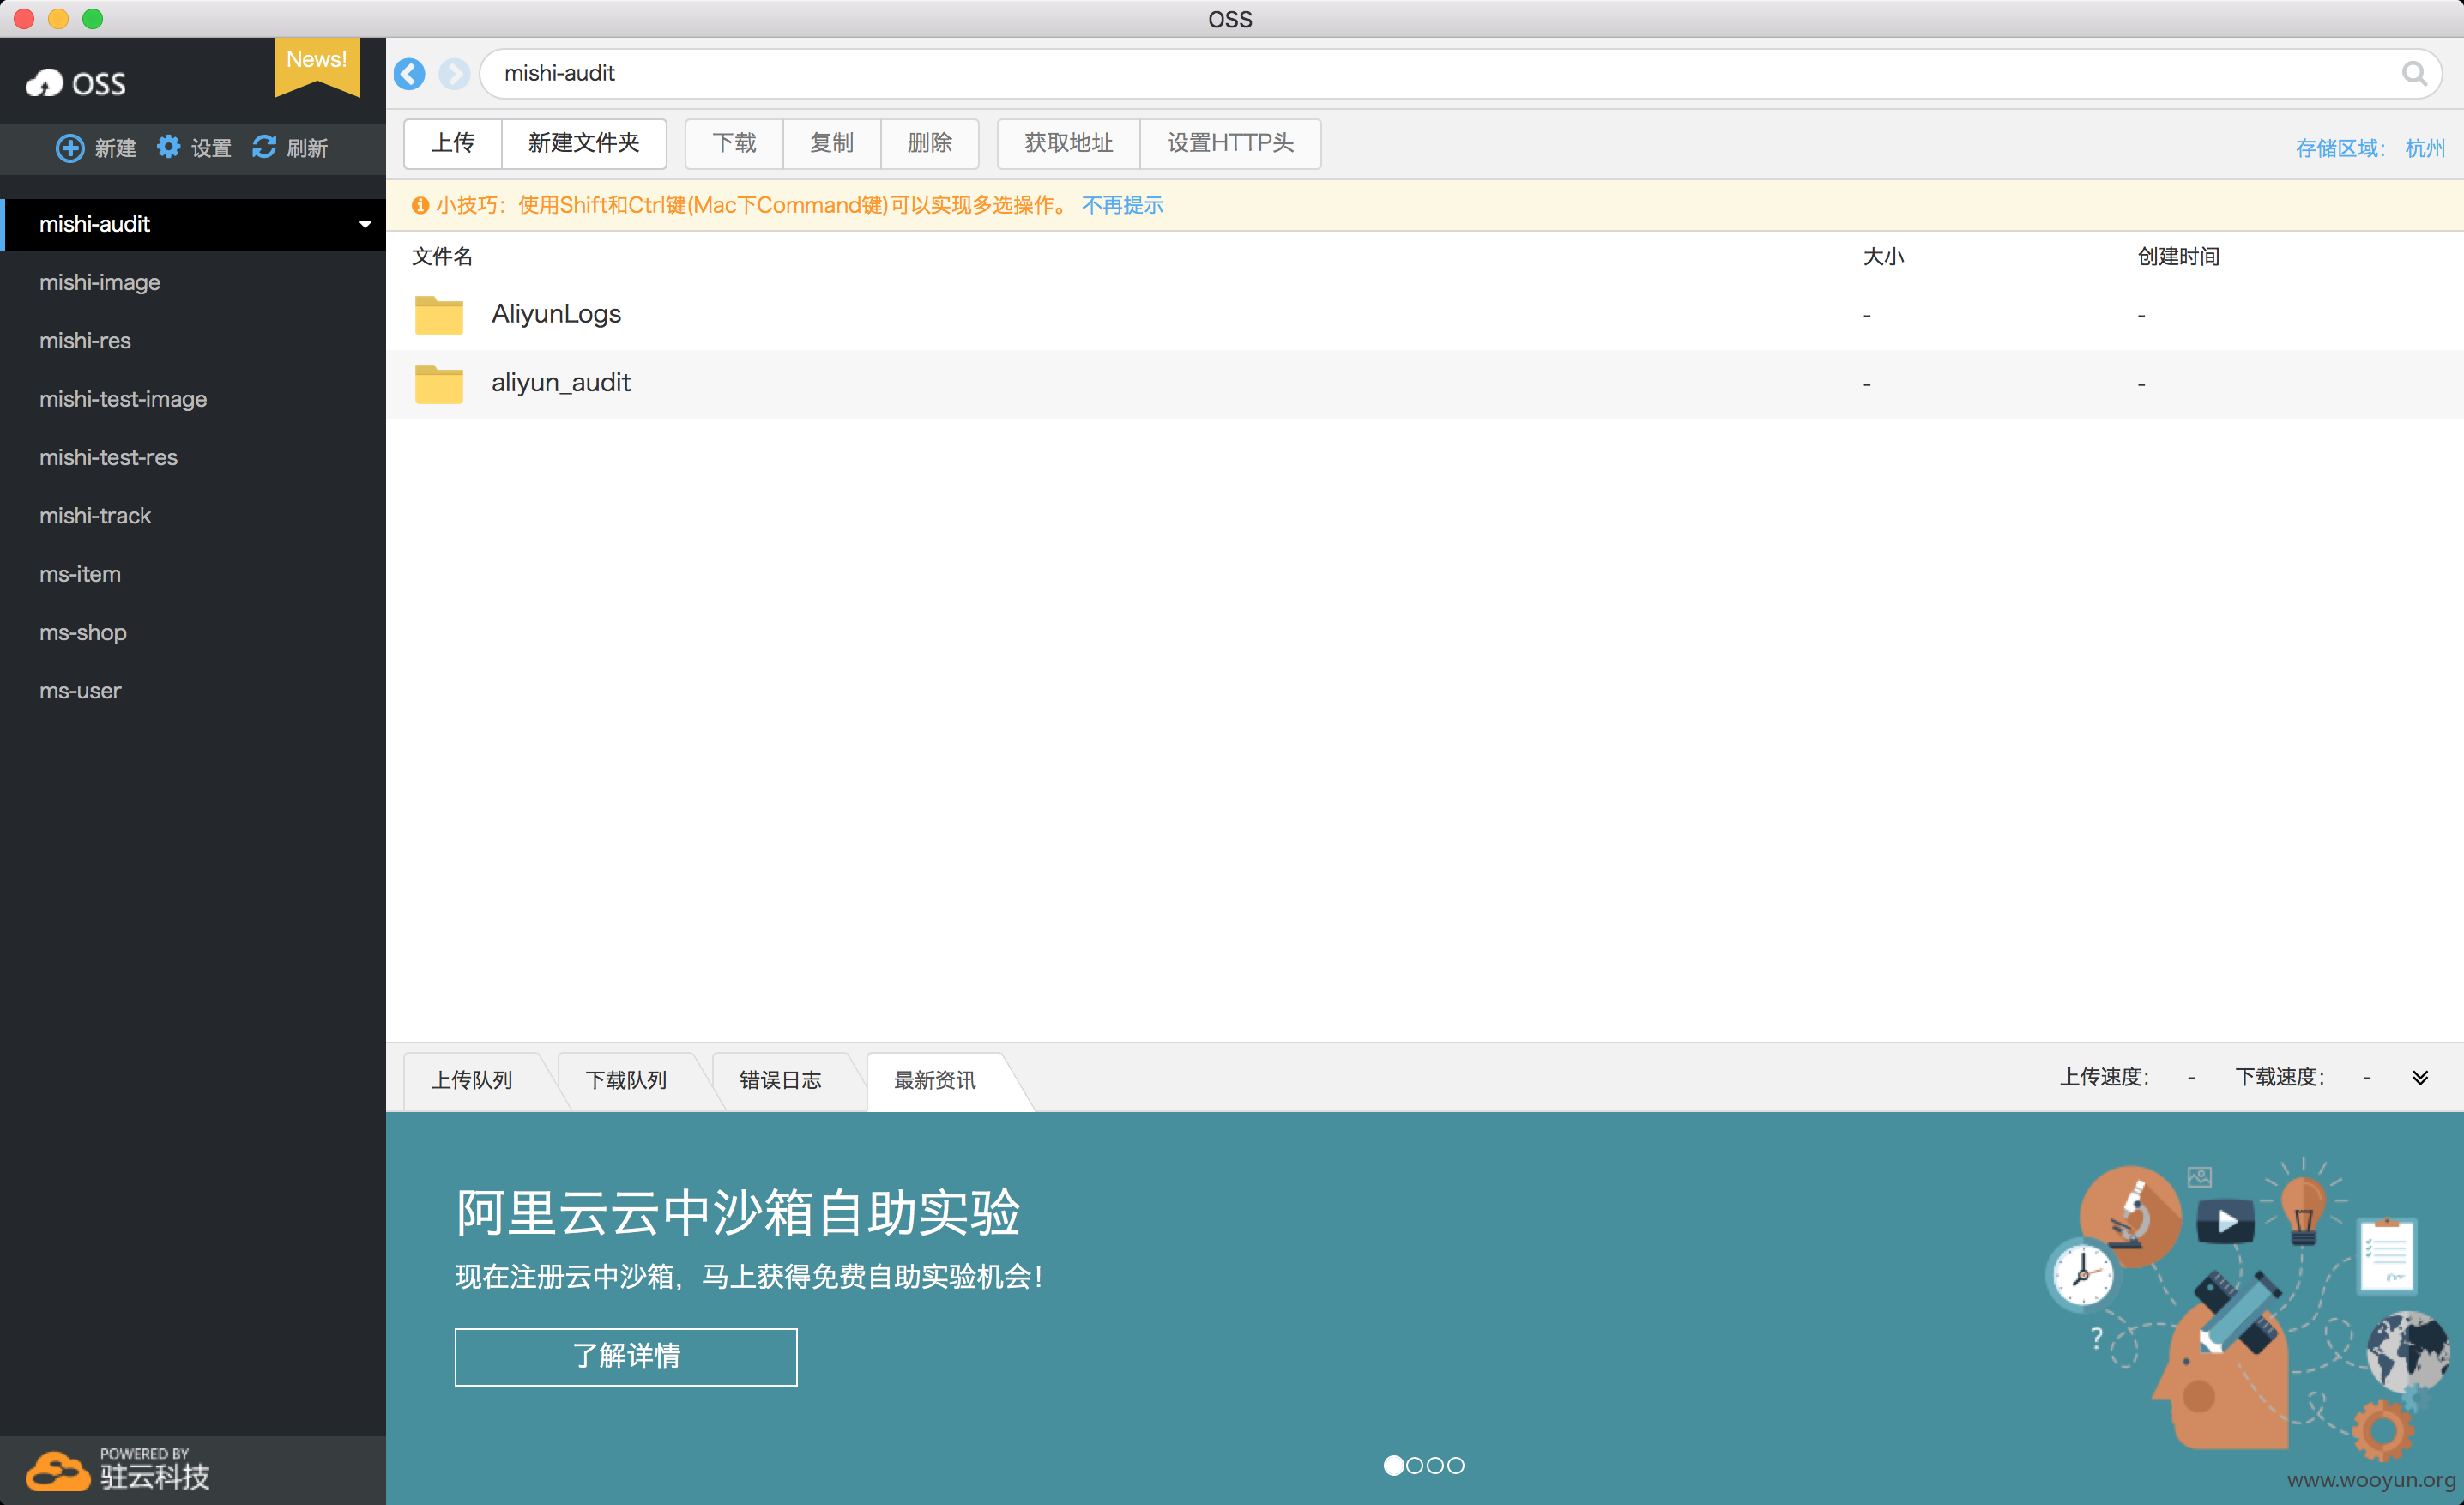 OSS
OSS
News!
新建 设置 刷新
mishi-audit
mishi-image
mishi-res
mishi-test-image
mishi-test-res
mishi-track
ms-item
ms-shop
ms-user
POWERED BY
驻云科技
mishi-audit
上传 新建文件夹 下载 复制 删除 获取地址 设置HTTP头 存储区域： 杭州
小技巧：使用Shift和Ctrl键(Mac下Command键)可以实现多选操作。 不再提示
文件名 大小 创建时间
AliyunLogs - -
aliyun_audit - -
上传队列 下载队列 错误日志 最新资讯 上传速度： - 下载速度： -
阿里云云中沙箱自助实验
现在注册云中沙箱，马上获得免费自助实验机会！
了解详情
?
www.wooyun.org